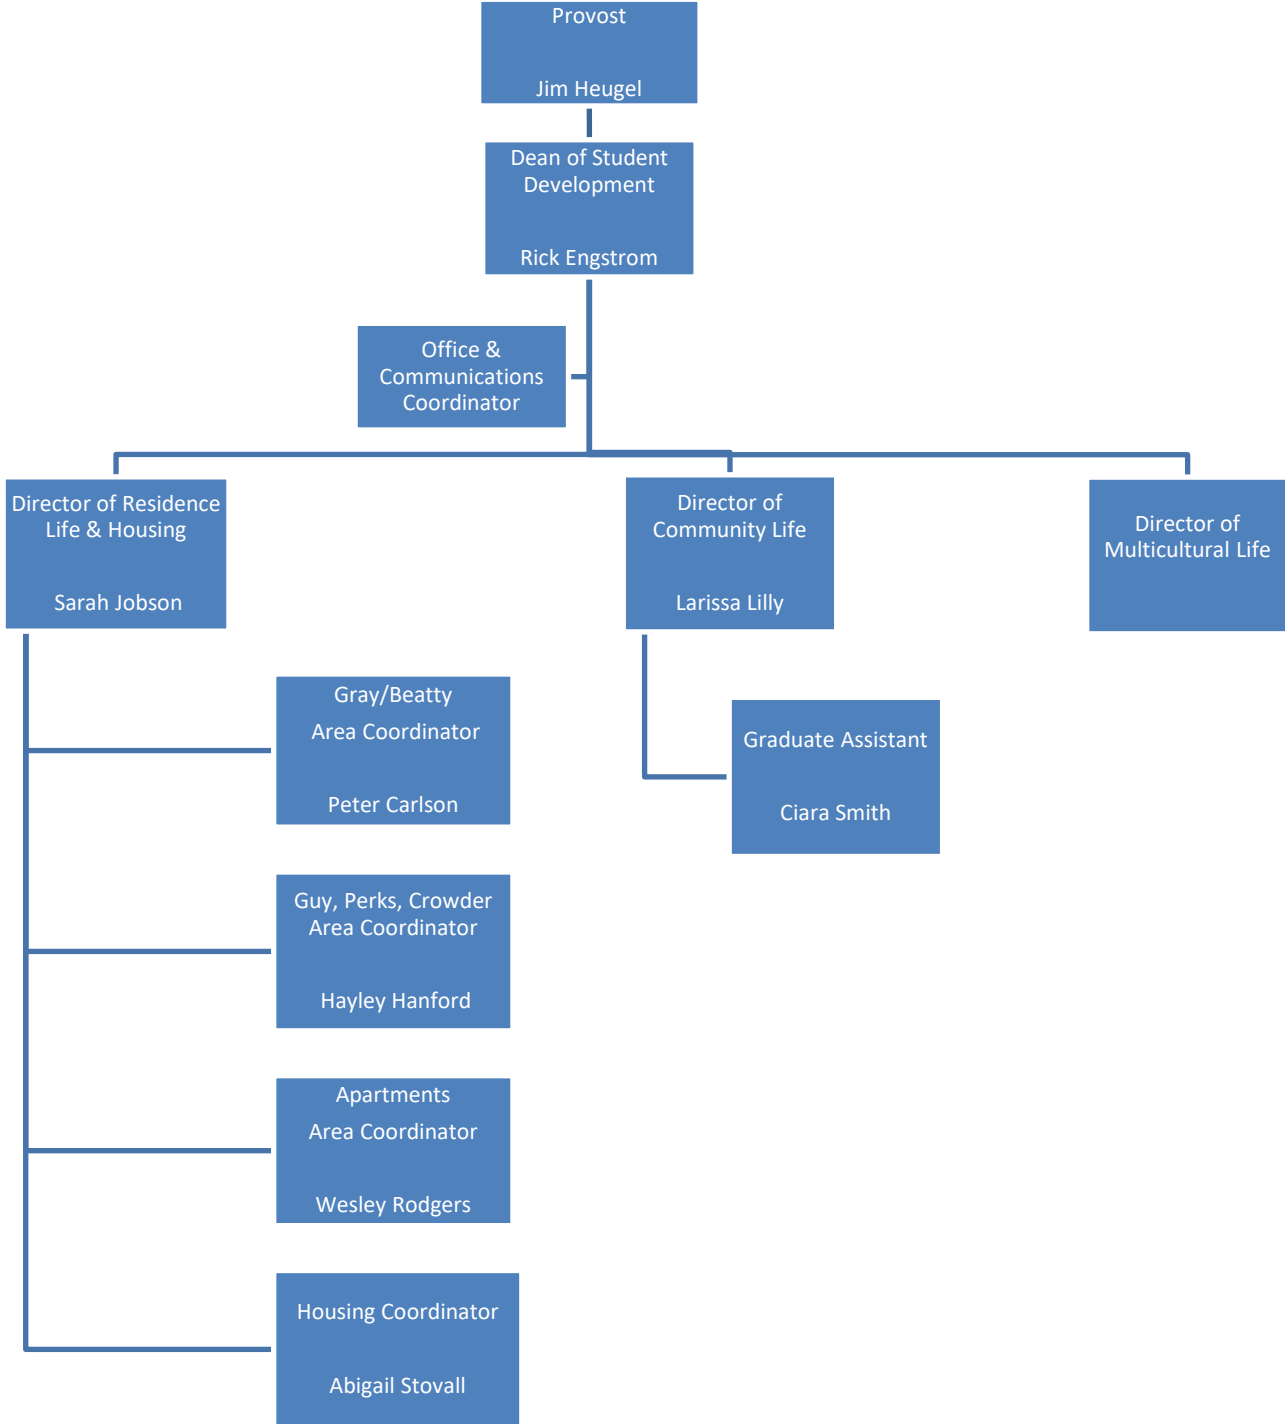 Provost
Jim Heugel
Dean of Student
Development
Rick Engstrom
Office &
Communications
Coordinator
Director of Residence
Life & Housing
Sarah Jobson
Director of
Community Life
Larissa Lilly
Director of
Multicultural Life
Gray/Beatty
Area Coordinator
Peter Carlson
Graduate Assistant
Ciara Smith
Guy, Perks, Crowder
Area Coordinator
Hayley Hanford
Apartments
Area Coordinator
Wesley Rodgers
Housing Coordinator
Abigail Stovall